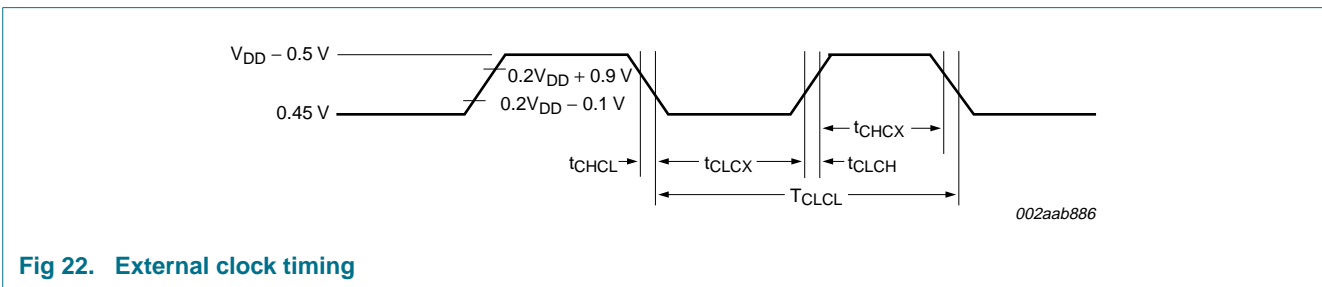 VDD − 0.5 V
0.2VDD + 0.9 V
0.2VDD − 0.1 V
0.45 V
tCHCX
tCHCL
tCLCX
tCLCH
TCLCL
002aab886
Fig 22. External clock timing